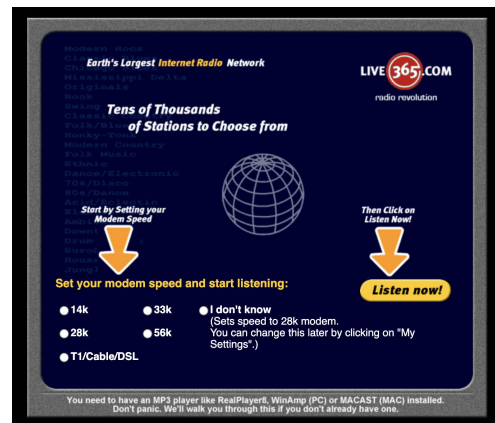 Modern Rock
Earth's Largest Internet Radio Network
Mississippi Delta
Originals
Rock
Swing
Tens of Thousands
of Stations to Choose from
Folk/Blues
Honky-Tonk
Modern Country
Folk Music
Ethnic
Dance/Electronic
70s/Disco
80s/Dance
LIVE 365 .COM
radio revolution
Start by Setting your
Modem Speed
Then Click on
Listen Now!
Set your modem speed and start listening:
Listen now!
14k 33k I don't know
(Sets speed to 28k modem.
28k 56k You can change this later by clicking on "My
Settings".)
T1/Cable/DSL
You need to have an MP3 player like RealPlayer8, WinAmp (PC) or MACAST (MAC) installed.
Don't panic. We'll walk you through this if you don't already have one.